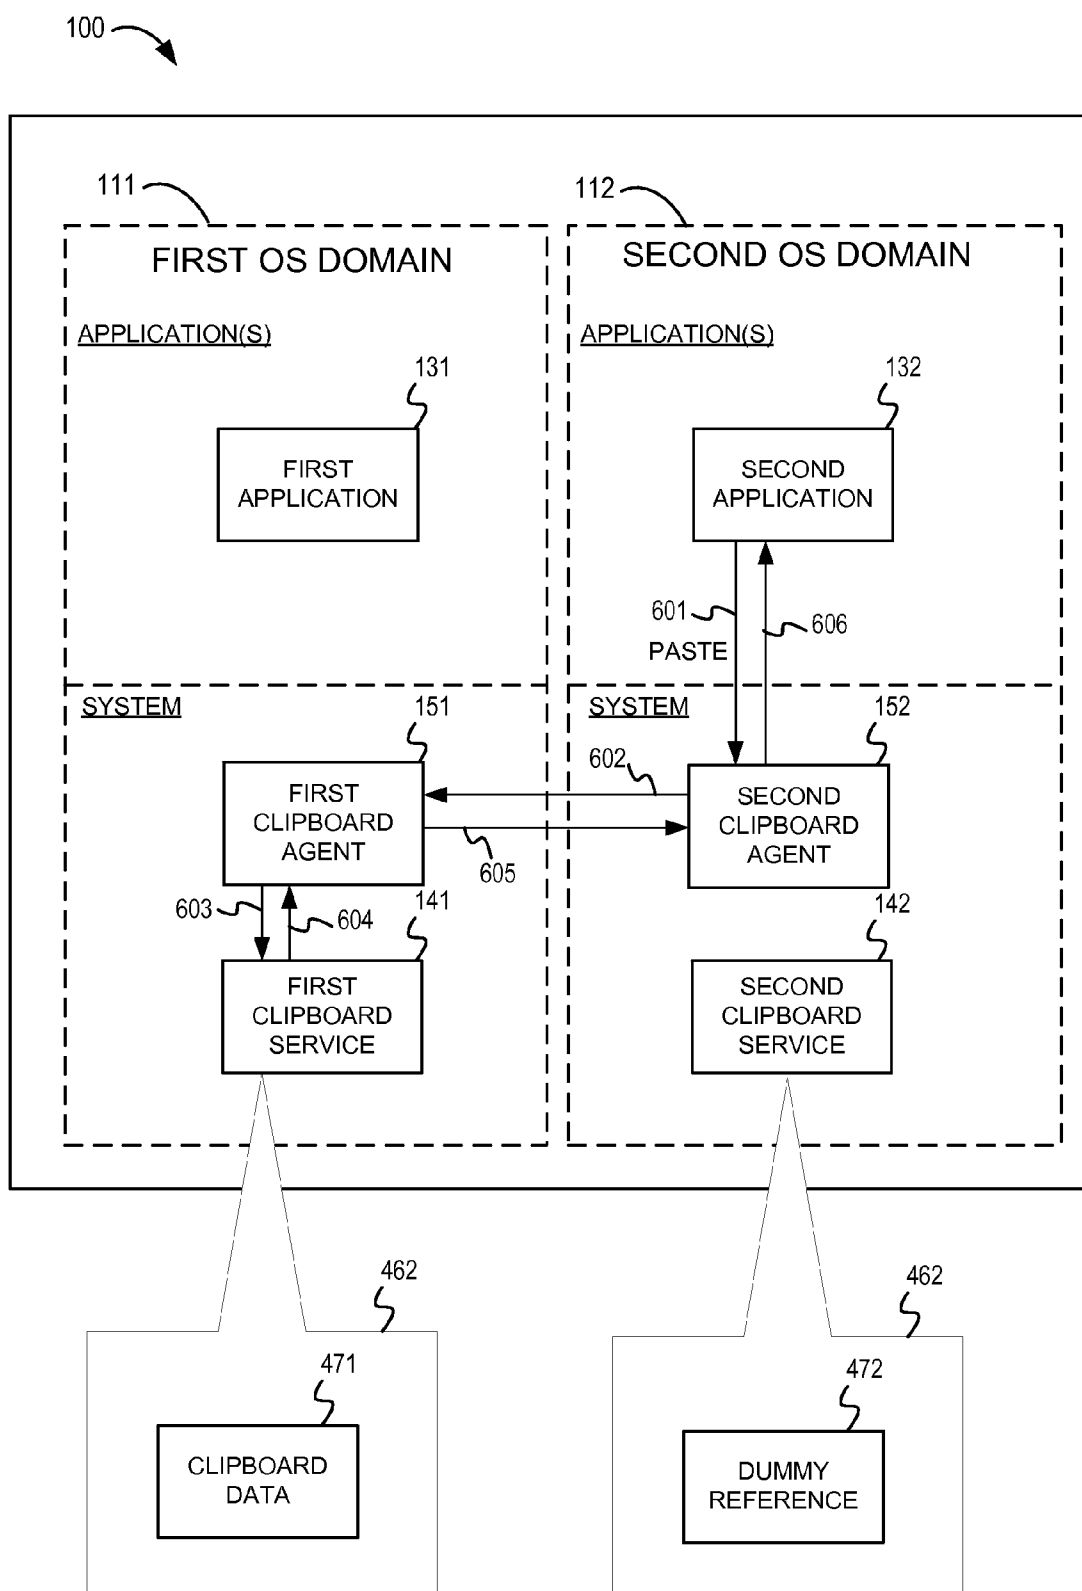 100
111
112
FIRST OS DOMAIN
SECOND OS DOMAIN
APPLICATION(S)
APPLICATION(S)
131
132
FIRST
APPLICATION
SECOND
APPLICATION
601
606
PASTE
SYSTEM
151
SYSTEM
152
602
FIRST
CLIPBOARD
AGENT
SECOND
CLIPBOARD
AGENT
605
603
604
141
142
FIRST
CLIPBOARD
SERVICE
SECOND
CLIPBOARD
SERVICE
462
462
471
472
CLIPBOARD
DATA
DUMMY
REFERENCE